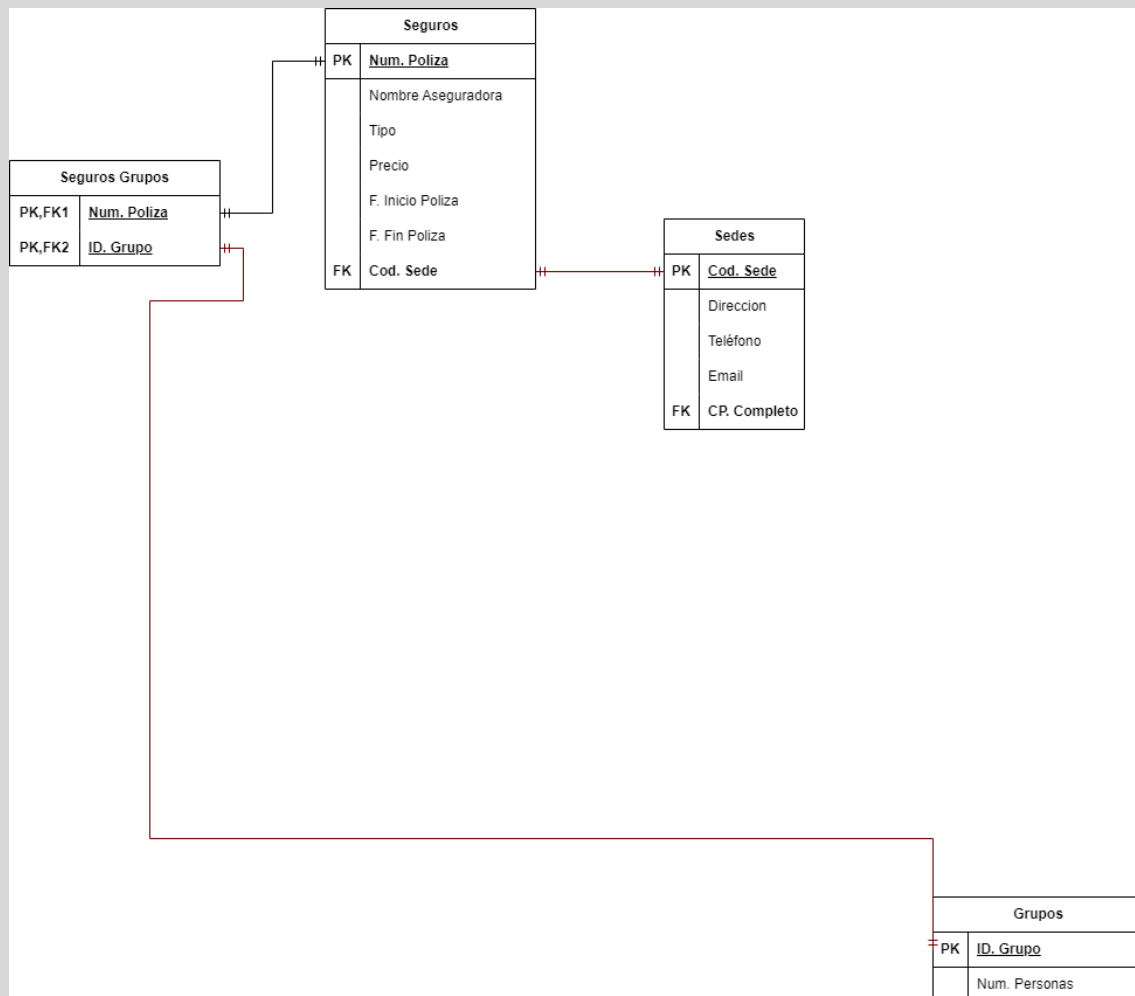 Seguros
PK Num. Poliza
Nombre Aseguradora
Tipo
Precio
F. Inicio Poliza
F. Fin Poliza
FK Cod. Sede
Seguros Grupos
PK,FK1 Num. Poliza
PK,FK2 ID. Grupo
Sedes
PK Cod. Sede
Direccion
Teléfono
Email
FK CP. Completo
Grupos
PK ID. Grupo
Num. Personas